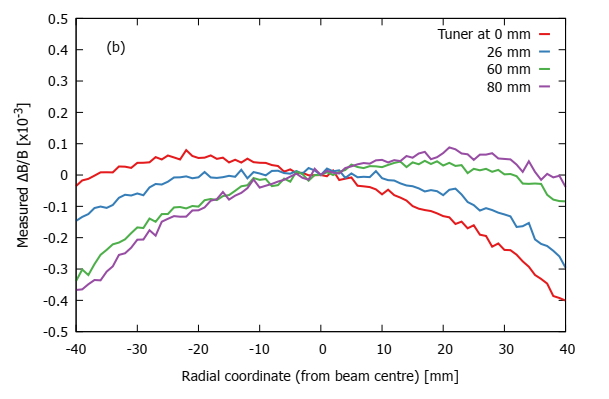 0.5
0.4
0.3
0.2
0.1
0
-0.1
-0.2
-0.3
-0.4
-0.5
Measured ΔB/B [x10⁻³]
(b)
Tuner at 0 mm
26 mm
60 mm
80 mm
-40 -30 -20 -10 0 10 20 30 40
Radial coordinate (from beam centre) [mm]